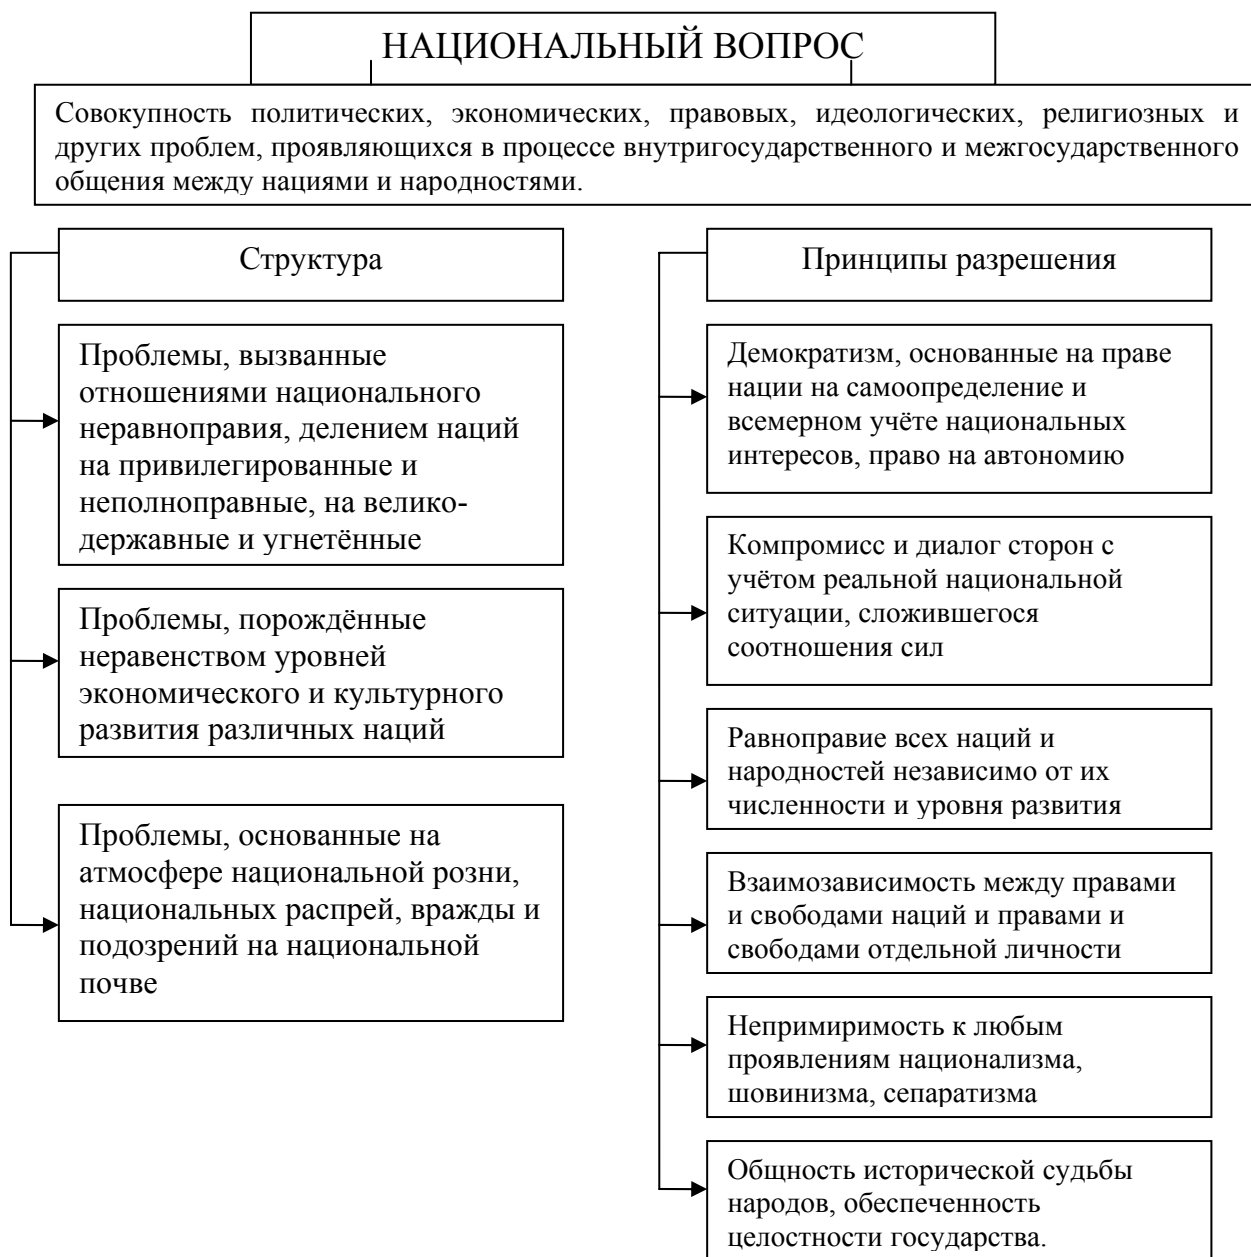 НАЦИОНАЛЬНЫЙ ВОПРОС
Совокупность политических, экономических, правовых, идеологических, религиозных и
других проблем, проявляющихся в процессе внутригосударственного и межгосударственного
общения между нациями и народностями.
Структура
Проблемы, вызванные
отношениями национального
неравноправия, делением наций
на привилегированные и
неполноправные, на велико-
державные и угнетённые
Проблемы, порождённые
неравенством уровней
экономического и культурного
развития различных наций
Проблемы, основанные на
атмосфере национальной розни,
национальных распрей, вражды и
подозрений на национальной
почве
Принципы разрешения
Демократизм, основанные на праве
нации на самоопределение и
всемерном учёте национальных
интересов, право на автономию
Компромисс и диалог сторон с
учётом реальной национальной
ситуации, сложившегося
соотношения сил
Равноправие всех наций и
народностей независимо от их
численности и уровня развития
Взаимозависимость между правами
и свободами наций и правами и
свободами отдельной личности
Непримиримость к любым
проявлениям национализма,
шовинизма, сепаратизма
Общность исторической судьбы
народов, обеспеченность
целостности государства.